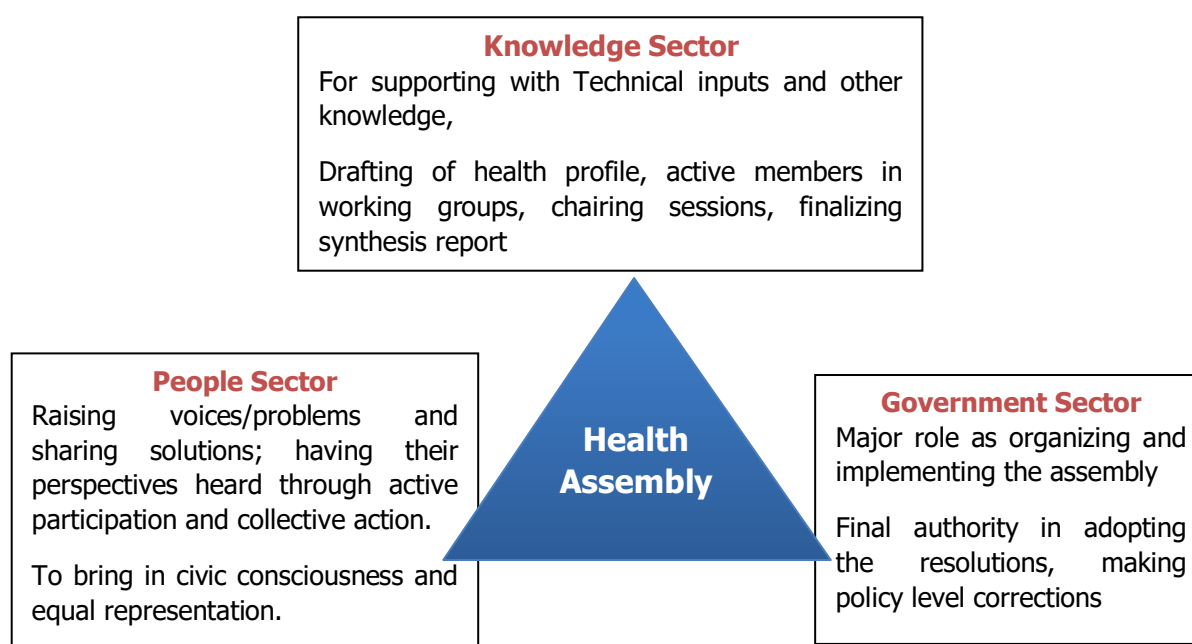 Knowledge Sector
For supporting with Technical inputs and other
knowledge,
Drafting of health profile, active members in
working groups, chairing sessions, finalizing
synthesis report
People Sector
Raising voices/problems and
sharing solutions; having their
perspectives heard through active
participation and collective action.
To bring in civic consciousness and
equal representation.
Health
Assembly
Government Sector
Major role as organizing and
implementing the assembly
Final authority in adopting
the resolutions, making
policy level corrections